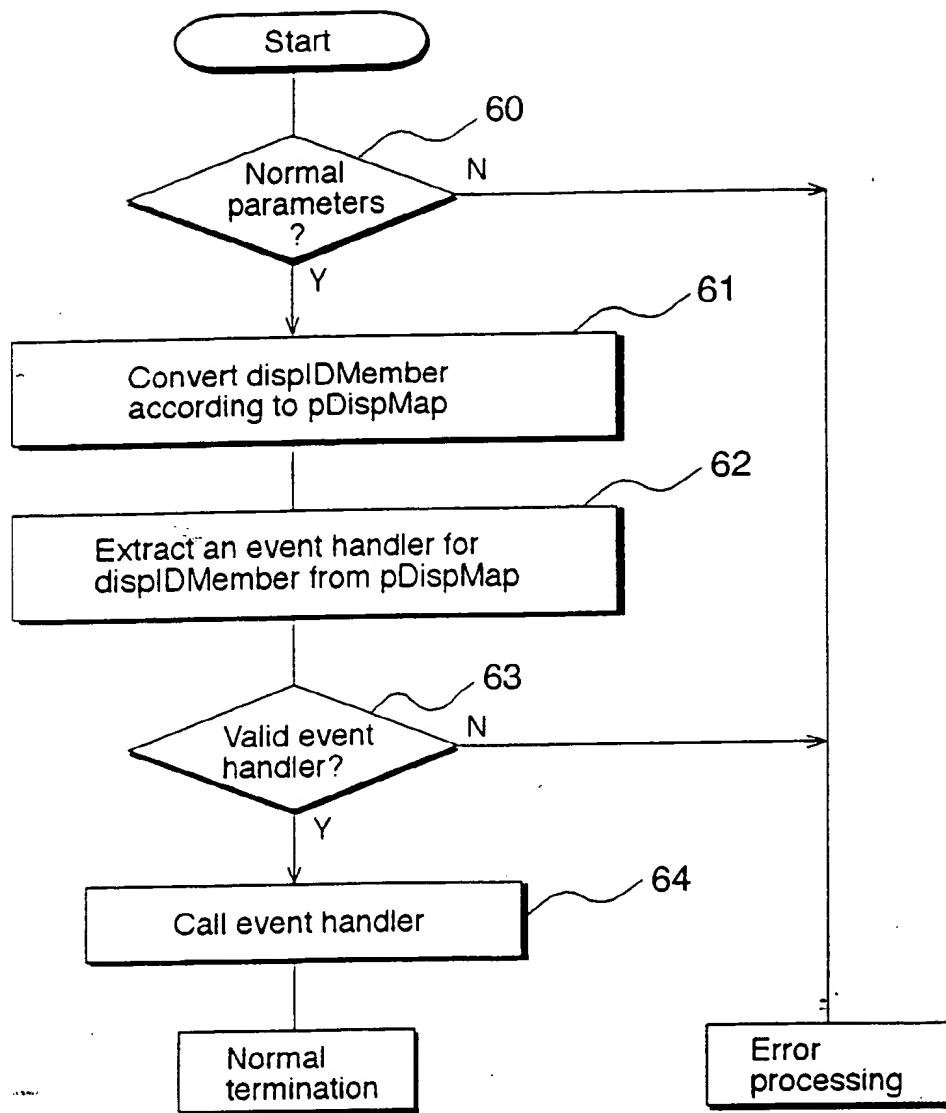 Start
60
Normal
parameters
?
N
Y
61
Convert dispIDMember
according to pDispMap
62
Extract an event handler for
dispIDMember from pDispMap
63
Valid event
handler?
N
Y
64
Call event handler
Normal
termination
Error
processing